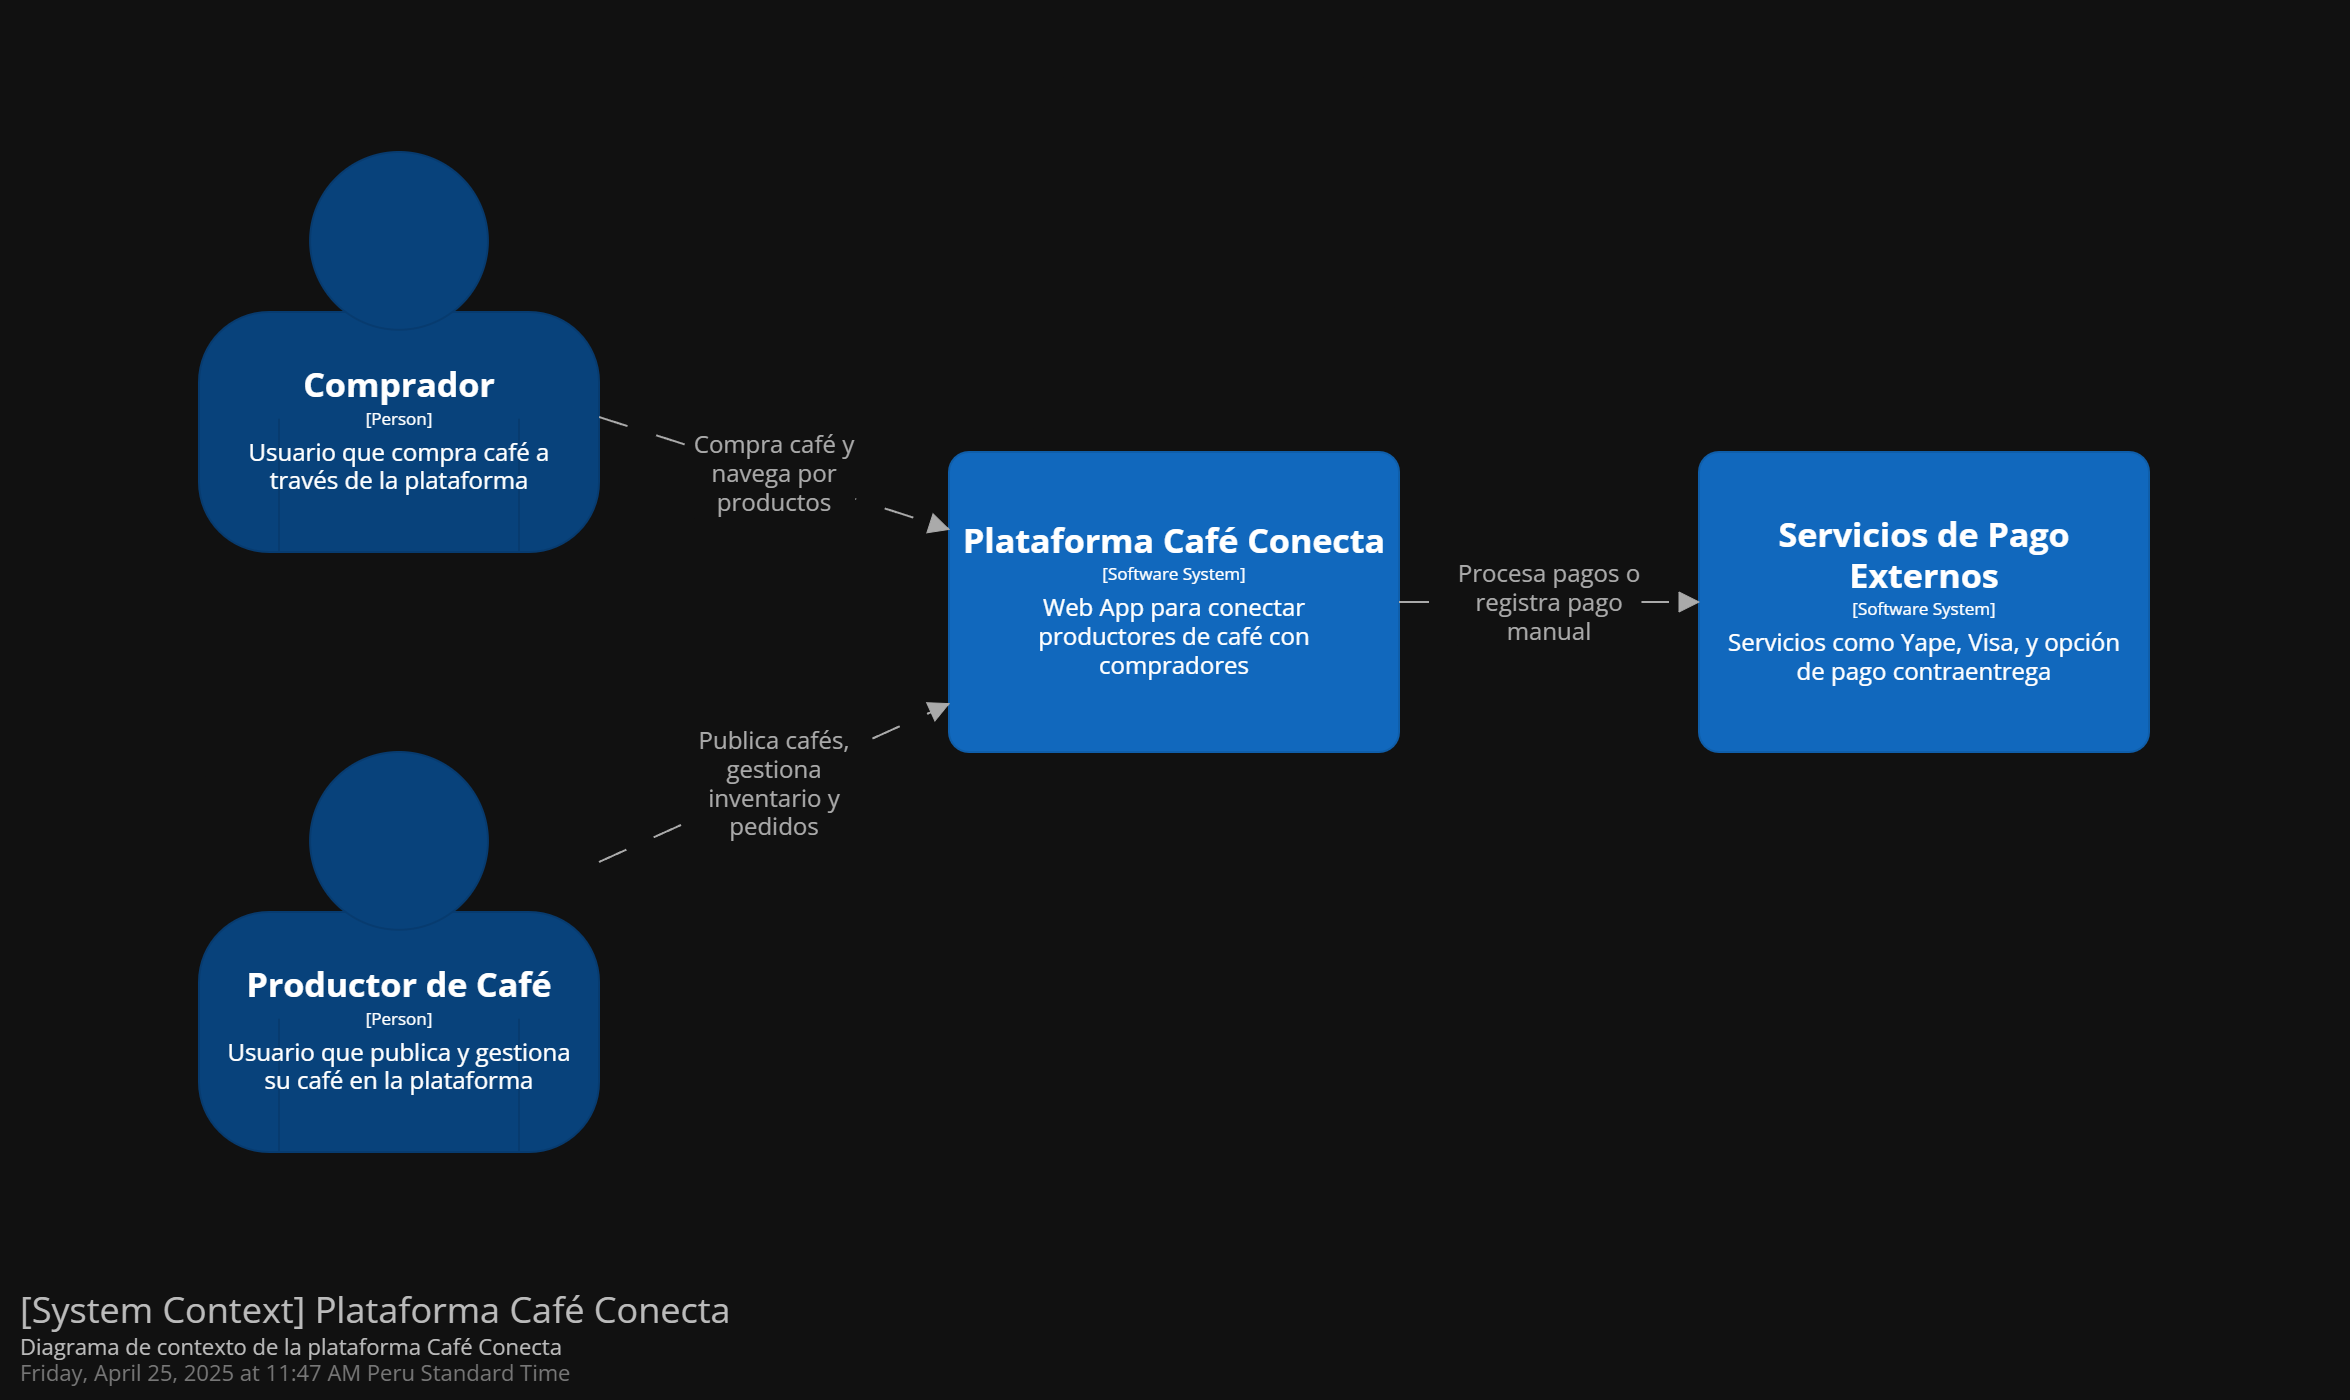 Comprador
[Person]
Usuario que compra café a
través de la plataforma
Compra café y
navega por
productos
Plataforma Café Conecta
[Software System]
Web App para conectar
productores de café con
compradores
Procesa pagos o
registra pago
manual
Servicios de Pago
Externos
[Software System]
Servicios como Yape, Visa, y opción
de pago contraentrega
Publica cafés,
gestiona
inventario y
pedidos
Productor de Café
[Person]
Usuario que publica y gestiona
su café en la plataforma
[System Context] Plataforma Café Conecta
Diagrama de contexto de la plataforma Café Conecta
Friday, April 25, 2025 at 11:47 AM Peru Standard Time